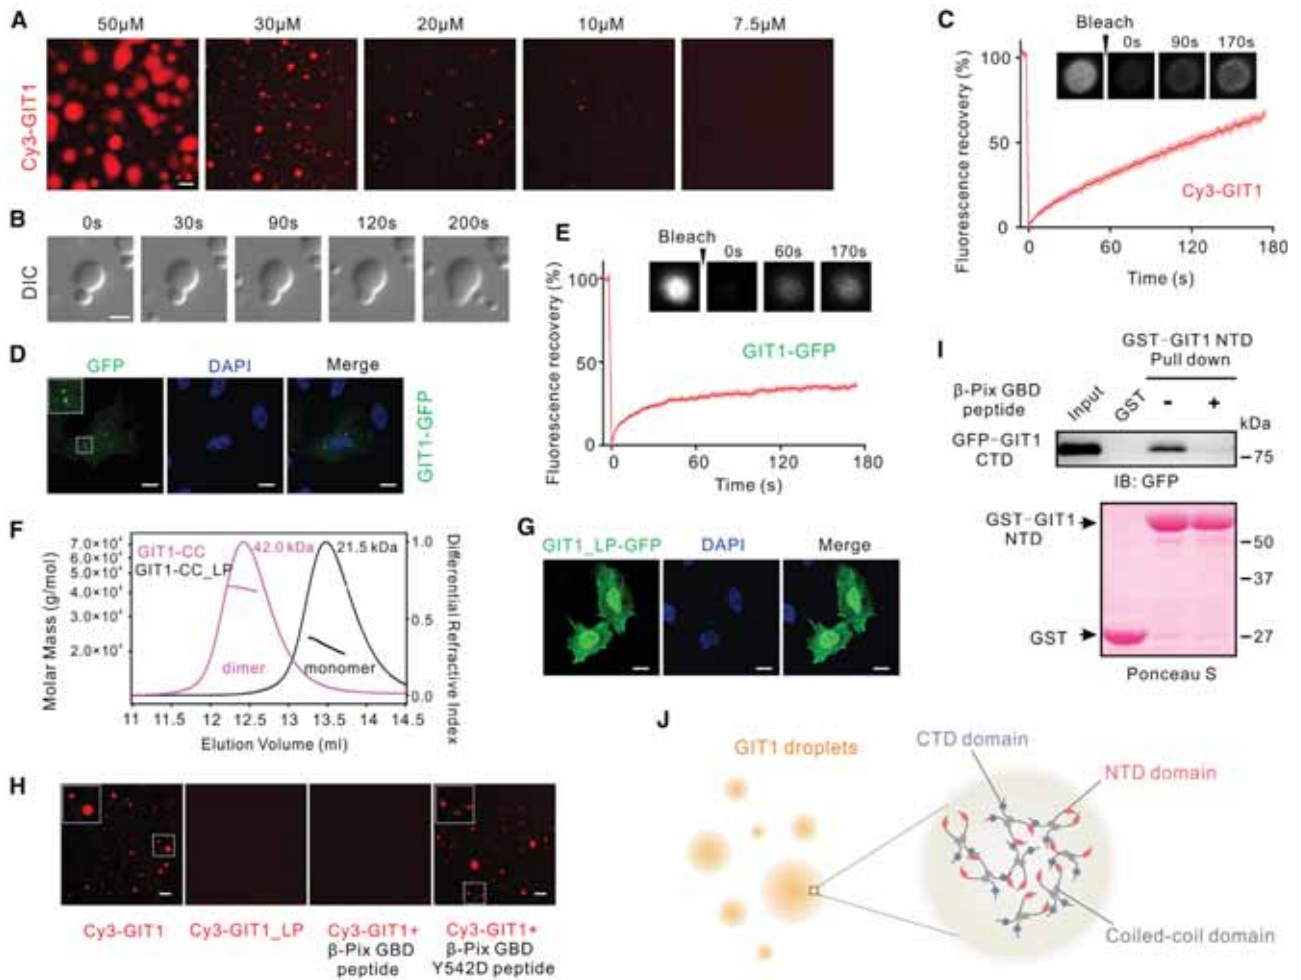 A
50μM 30μM 20μM 10μM 7.5μM
Cy3-GIT1
B
0s 30s 90s 120s 200s
DIC
C
Bleach
0s 90s 170s
Fluorescence recovery (%)
100
50
0
Cy3-GIT1
0 60 120 180
Time (s)
D
GFP DAPI Merge
GIT1-GFP
E
Bleach
0s 60s 170s
Fluorescence recovery (%)
100
50
0
GIT1-GFP
0 60 120 180
Time (s)
F
Molar Mass (g/mol)
7.0×10⁴
6.0×10⁴
5.0×10⁴
4.0×10⁴
3.0×10⁴
2.0×10⁴
GIT1-CC
GIT1-CC_LP
42.0 kDa
21.5 kDa
dimer
monomer
1.0
0.5
0.0
Differential Refractive Index
11 11.5 12 12.5 13 13.5 14 14.5
Elution Volume (ml)
G
GIT1_LP-GFP DAPI Merge
H
Cy3-GIT1
Cy3-GIT1_LP
Cy3-GIT1+
β-Pix GBD
peptide
Cy3-GIT1+
β-Pix GBD
Y542D peptide
I
GST-GIT1 NTD
Pull down
β-Pix GBD
peptide
Input GST - +
kDa
GFP-GIT1
CTD
-75
IB: GFP
GST-GIT1
NTD
-50
-37
GST
-27
Ponceau S
J
GIT1 droplets
CTD domain
NTD domain
Coiled-coil domain